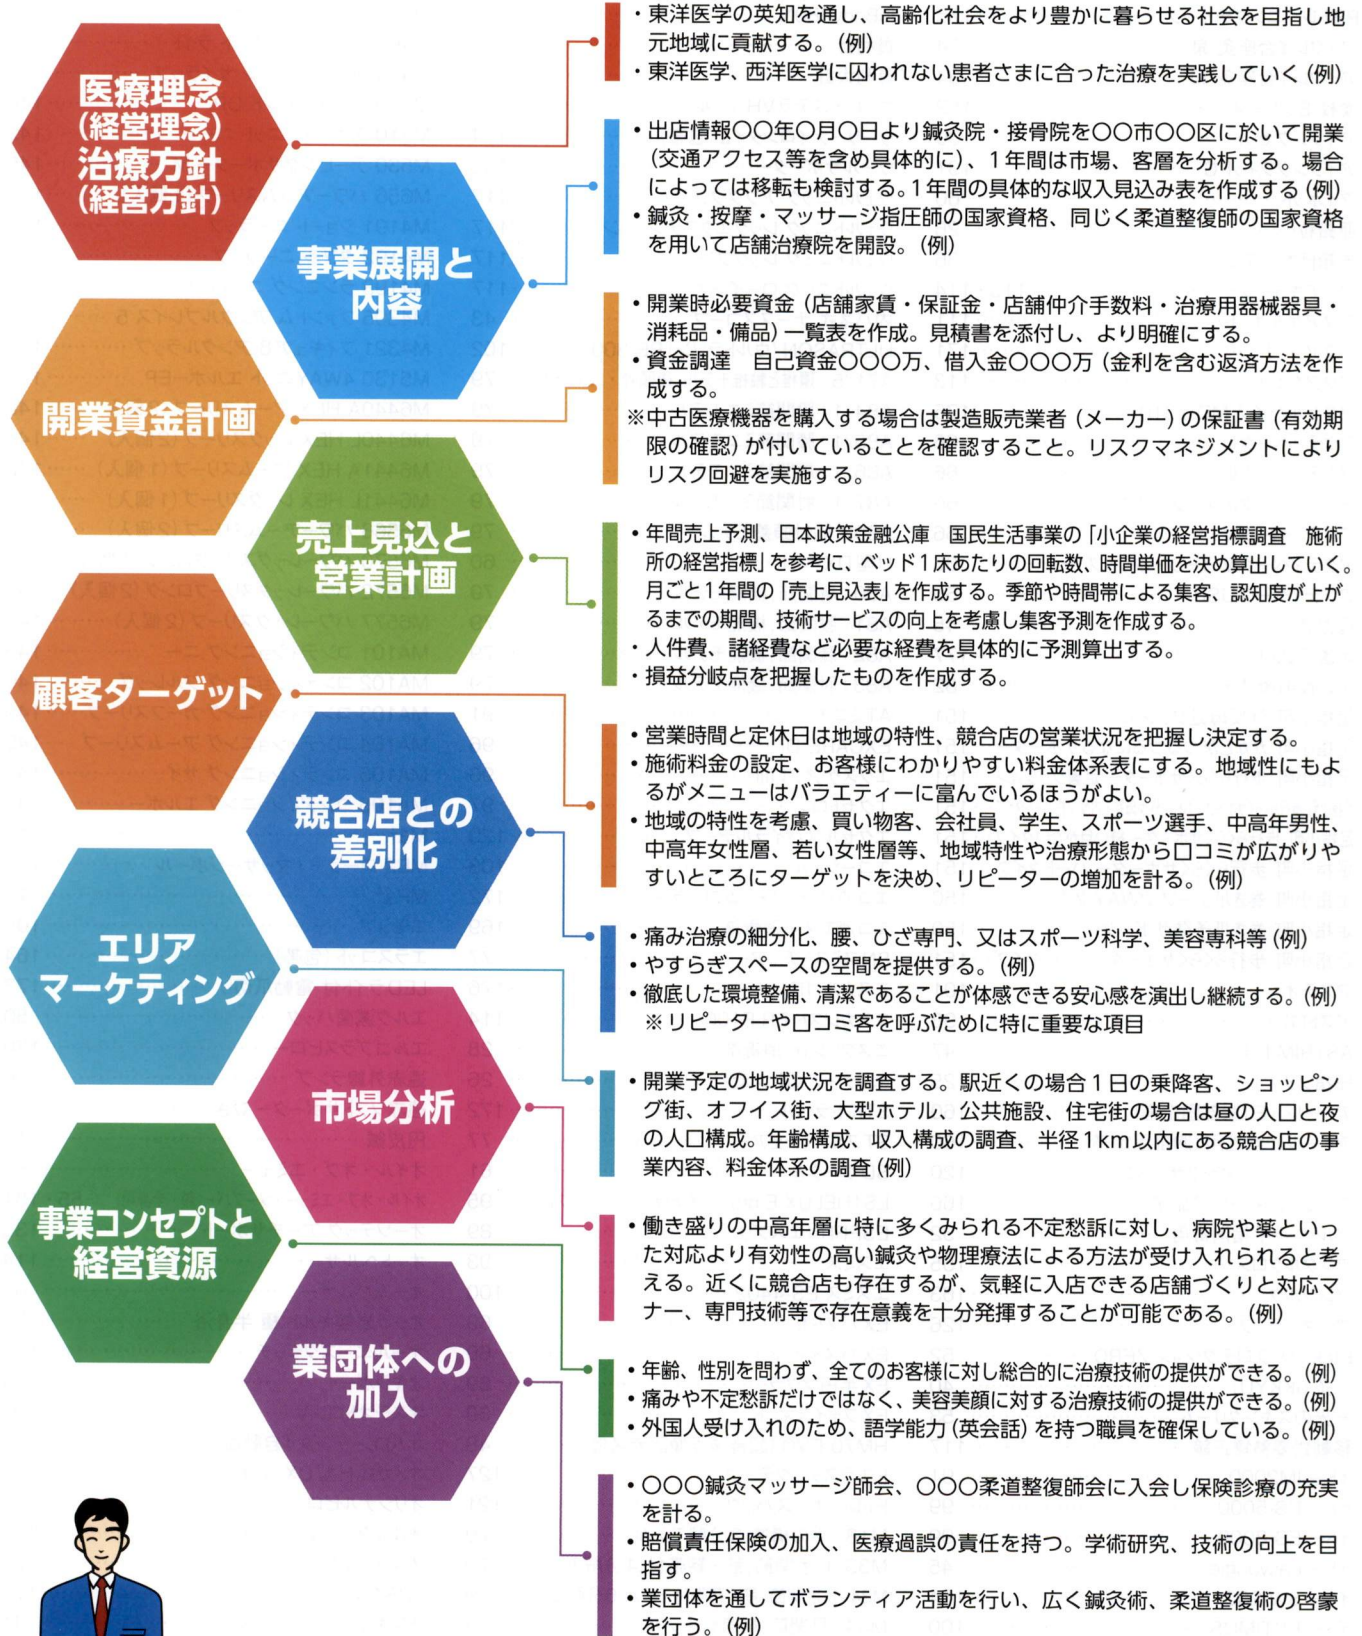 医療理念
(経営理念)
治療方針
(経営方針)
・東洋医学の英知を通し、高齢化社会をより豊かに暮らせる社会を目指し地
元地域に貢献する。(例)
・東洋医学、西洋医学に囚われない患者さまに合った治療を実践していく(例)
事業展開と
内容
・出店情報〇〇年〇月〇日より鍼灸院・接骨院を〇〇市〇〇区に於いて開業
(交通アクセス等を含め具体的に)、1年間は市場、客層を分析する。場合
によっては移転も検討する。1年間の具体的な収入見込み表を作成する(例)
・鍼灸・按摩・マッサージ指圧師の国家資格、同じく柔道整復師の国家資格
を用いて店舗治療院を開設。(例)
開業資金計画
・開業時必要資金(店舗家賃・保証金・店舗仲介手数料・治療用器械器具・
消耗品・備品)一覧表を作成。見積書を添付し、より明確にする。
・資金調達 自己資金〇〇〇万、借入金〇〇〇万(金利を含む返済方法を作
成する。
※中古医療機器を購入する場合は製造販売業者(メーカー)の保証書(有効期
限の確認)が付いていることを確認すること。リスクマネジメントにより
リスク回避を実施する。
売上見込と
営業計画
・年間売上予測、日本政策金融公庫 国民生活事業の「小企業の経営指標調査 施術
所の経営指標」を参考に、ベッド1床あたりの回転数、時間単価を決め算出していく。
月ごと1年間の「売上見込表」を作成する。季節や時間帯による集客、認知度が上が
るまでの期間、技術サービスの向上を考慮し集客予測を作成する。
・人件費、諸経費など必要な経費を具体的に予測算出する。
・損益分岐点を把握したものを作成する。
顧客ターゲット
・営業時間と定休日は地域の特性、競合店の営業状況を把握し決定する。
・施術料金の設定、お客様にわかりやすい料金体系表にする。地域性にもよ
るがメニューはバラエティーに富んでいるほうがよい。
・地域の特性を考慮、買い物客、会社員、学生、スポーツ選手、中高年男性、
中高年女性層、若い女性層等、地域特性や治療形態から口コミが広がりや
すいところにターゲットを決め、リピーターの増加を計る。(例)
競合店との
差別化
・痛み治療の細分化、腰、ひざ専門、又はスポーツ科学、美容専科等(例)
・やすらぎスペースの空間を提供する。(例)
・徹底した環境整備、清潔であることが体感できる安心感を演出し継続する。(例)
※リピーターや口コミ客を呼ぶために特に重要な項目
エリア
マーケティング
・開業予定の地域状況を調査する。駅近くの場合1日の乗降客、ショッピン
グ街、オフイス街、大型ホテル、公共施設、住宅街の場合は昼の人口と夜
の人口構成。年齢構成、収入構成の調査、半径1km以内にある競合店の事
業内容、料金体系の調査(例)
市場分析
・働き盛りの中高年層に特に多くみられる不定愁訴に対し、病院や薬といっ
た対応より有効性の高い鍼灸や物理療法による方法が受け入れられると考
える。近くに競合店も存在するが、気軽に入店できる店舗づくりと対応マ
ナー、専門技術等で存在意義を十分発揮することが可能である。(例)
事業コンセプトと
経営資源
・年齢、性別を問わず、全てのお客様に対し総合的に治療技術の提供ができる。(例)
・痛みや不定愁訴だけではなく、美容美顔に対する治療技術の提供ができる。(例)
・外国人受け入れのため、語学能力(英会話)を持つ職員を確保している。(例)
業団体への
加入
・〇〇〇鍼灸マッサージ師会、〇〇〇柔道整復師会に入会し保険診療の充実
を計る。
・賠償責任保険の加入、医療過誤の責任を持つ。学術研究、技術の向上を目
指す。
・業団体を通してボランティア活動を行い、広く鍼灸術、柔道整復術の啓蒙
を行う。(例)